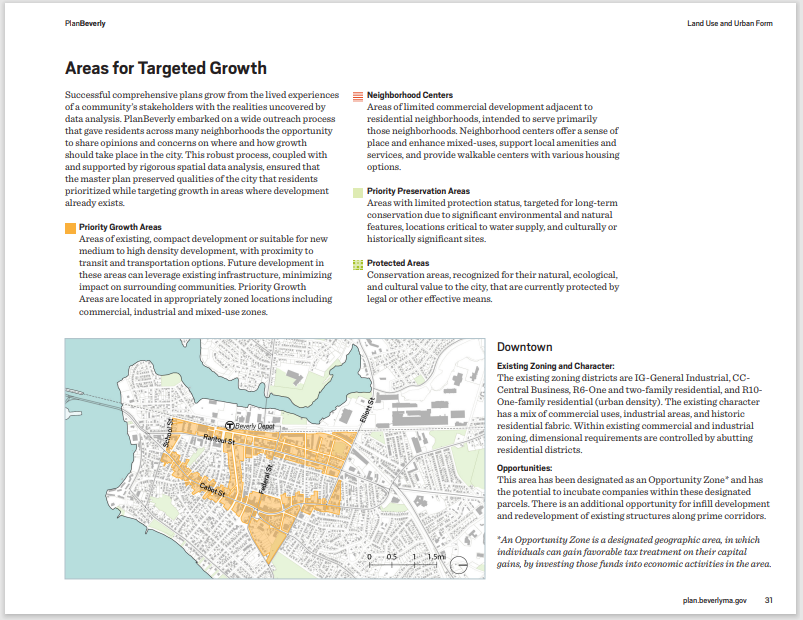 PlanBeverly
Land Use and Urban Form
Areas for Targeted Growth
Successful comprehensive plans grow from the lived experiences
of a community's stakeholders with the realities uncovered by
data analysis. PlanBeverly embarked on a wide outreach process
that gave residents across many neighborhoods the opportunity
to share opinions and concerns on where and how growth
should take place in the city. This robust process, coupled with
and supported by rigorous spatial data analysis, ensured that
the master plan preserved qualities of the city that residents
prioritized while targeting growth in areas where development
already exists.
Priority Growth Areas
Areas of existing, compact development or suitable for new
medium to high density development, with proximity to
transit and transportation options. Future development in
these areas can leverage existing infrastructure, minimizing
impact on surrounding communities. Priority Growth
Areas are located in appropriately zoned locations including
commercial, industrial and mixed-use zones.
Neighborhood Centers
Areas of limited commercial development adjacent to
residential neighborhoods, intended to serve primarily
those neighborhoods. Neighborhood centers offer a sense of
place and enhance mixed-uses, support local amenities and
services, and provide walkable centers with various housing
options.
Priority Preservation Areas
Areas with limited protection status, targeted for long-term
conservation due to significant environmental and natural
features, locations critical to water supply, and culturally or
historically significant sites.
Protected Areas
Conservation areas, recognized for their natural, ecological,
and cultural value to the city, that are currently protected by
legal or other effective means.
School St
Rantoul St
T Beverly Depot
Elliott St
Cabot St
Federal St
0 0.5 1 1.5mi
Downtown
Existing Zoning and Character:
The existing zoning districts are IG-General Industrial, CC-
Central Business, R6-One and two-family residential, and R10-
One-family residential (urban density). The existing character
has a mix of commercial uses, industrial areas, and historic
residential fabric. Within existing commercial and industrial
zoning, dimensional requirements are controlled by abutting
residential districts.
Opportunities:
This area has been designated as an Opportunity Zone* and has
the potential to incubate companies within these designated
parcels. There is an additional opportunity for infill development
and redevelopment of existing structures along prime corridors.
*An Opportunity Zone is a designated geographic area, in which
individuals can gain favorable tax treatment on their capital
gains, by investing those funds into economic activities in the area.
plan.beverlyma.gov 31